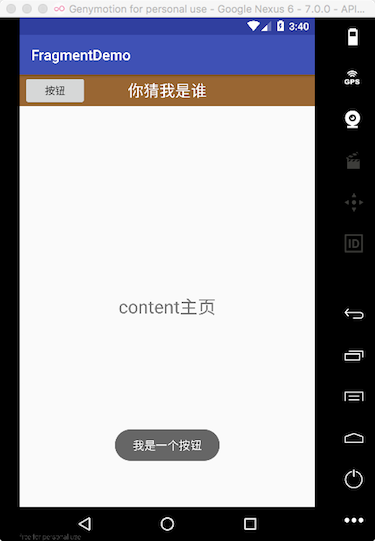 Genymotion for personal use - Google Nexus 6 - 7.0.0 - API...
3:40
FragmentDemo
按钮
你猜我是谁
GPS
content主页
ID
我是一个按钮
free for personal use